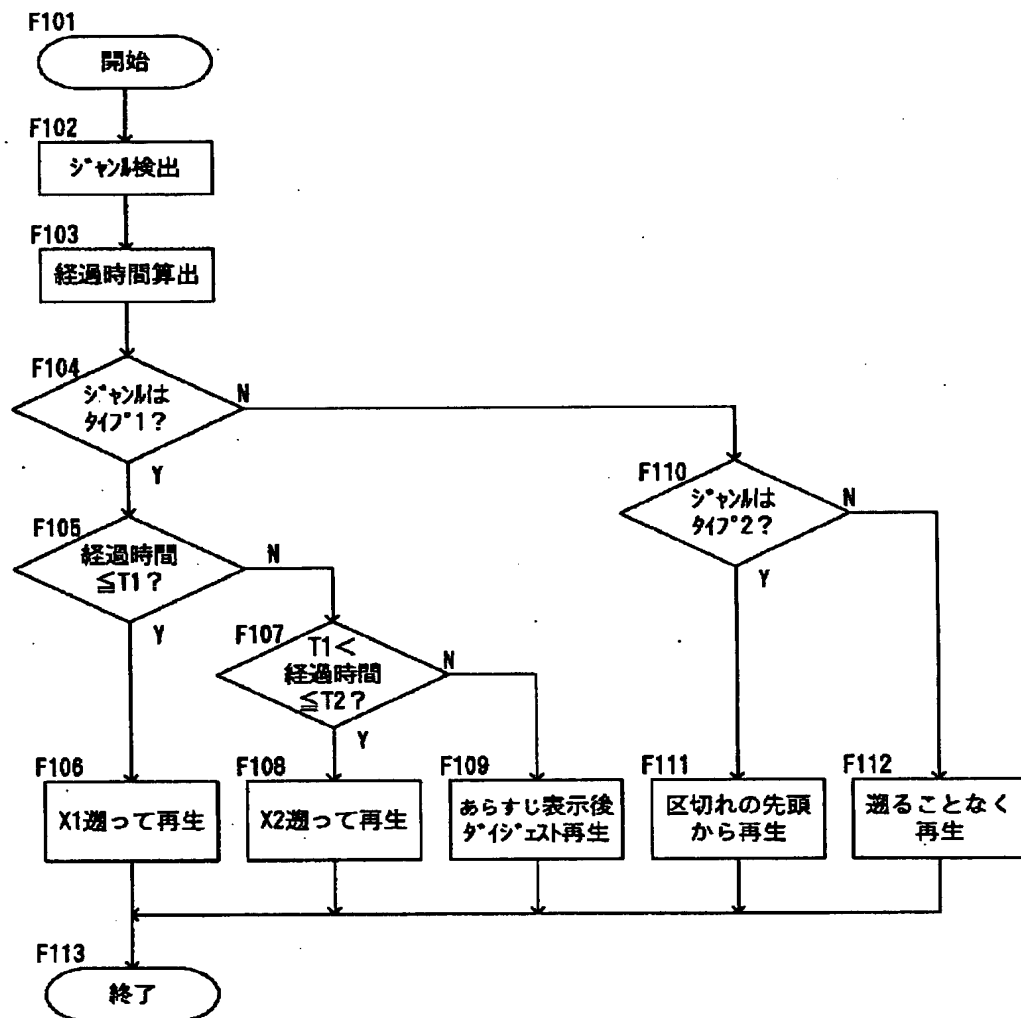 F101
開始
F102
ｼﾞｬﾝﾙ検出
F103
経過時間算出
F104
ｼﾞｬﾝﾙは
ﾀｲﾌﾟ1？
N
Y
F105
経過時間
≦T1？
N
Y
F107
T1＜
経過時間
≦T2？
N
Y
F110
ｼﾞｬﾝﾙは
ﾀｲﾌﾟ2？
N
Y
F106
X1遡って再生
F108
X2遡って再生
F109
あらすじ表示後
ﾀﾞｲｼﾞｪｽﾄ再生
F111
区切れの先頭
から再生
F112
遡ることなく
再生
F113
終了